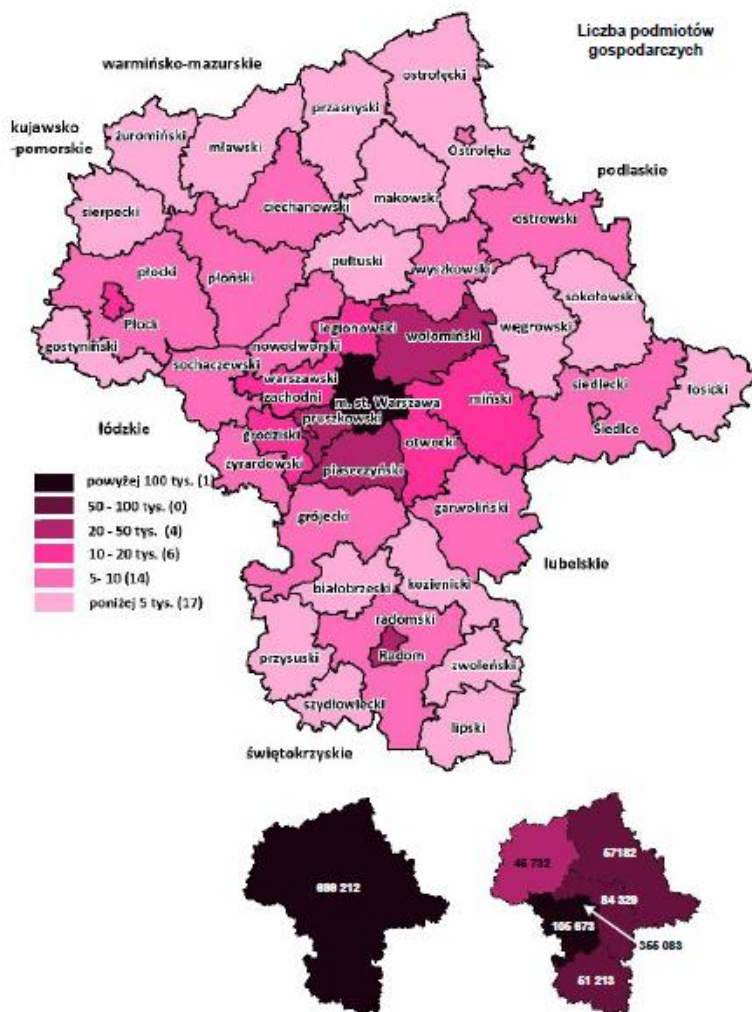 Liczba podmiotów
gospodarczych
warmińsko-mazurskie
kujawsko
-pomorskie
podlaskie
łódzkie
lubelskie
świętokrzyskie
ostrołęcki
przasnyski
żuromiński
mławski
Ostrołęka
makowski
sierpecki
ciechanowski
ostrowski
pułtuski
płocki
płoński
wyszkowski
sokołowski
węgrowski
Płock
legionowski
wołomiński
gostyniński
nowodworski
sochaczewski
warszawski
zachodni
siedlecki
łosicki
m. st. Warszawa
miński
pruszkowski
Siedlce
grodziski
otwocki
żyrardowski
piaseczyński
garwoliński
grójecki
białobrzeski
kozienicki
radomski
przysuski
Radom
zwoleński
szydłowiecki
lipski
powyżej 100 tys. (1)
50 - 100 tys. (0)
20 - 50 tys. (4)
10 - 20 tys. (6)
5- 10 (14)
poniżej 5 tys. (17)
57182
84 329
355 083
51 213